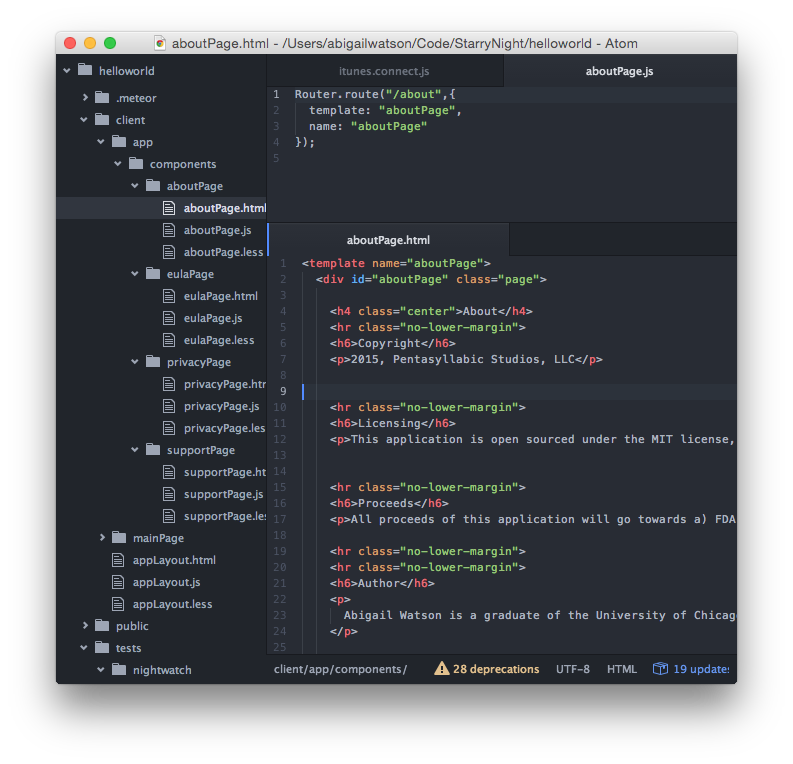 aboutPage.html - /Users/abigailwatson/Code/StarryNight/helloworld - Atom
helloworld
.meteor
client
app
components
aboutPage
aboutPage.html
aboutPage.js
aboutPage.less
eulaPage
eulaPage.html
eulaPage.js
eulaPage.less
privacyPage
privacyPage.htr
privacyPage.js
privacyPage.les
supportPage
supportPage.ht
supportPage.js
supportPage.les
mainPage
appLayout.html
appLayout.js
appLayout.less
public
tests
nightwatch
itunes.connect.js
aboutPage.js
1 Router.route("/about",{
2 template: "aboutPage",
3 name: "aboutPage"
4 });
5
aboutPage.html
1 <template name="aboutPage">
2 <div id="aboutPage" class="page">
3
4 <h4 class="center">About</h4>
5 <hr class="no-lower-margin">
6 <h6>Copyright</h6>
7 <p>2015, Pentasyllabic Studios, LLC</p>
8
9
10 <hr class="no-lower-margin">
11 <h6>Licensing</h6>
12 <p>This application is open sourced under the MIT license,
13
14
15 <hr class="no-lower-margin">
16 <h6>Proceeds</h6>
17 <p>All proceeds of this application will go towards a) FDA
18
19 <hr class="no-lower-margin">
20 <hr class="no-lower-margin">
21 <h6>Author</h6>
22 <p>
23 Abigail Watson is a graduate of the University of Chicago
24 </p>
25
client/app/components/
28 deprecations
UTF-8
HTML
19 updates